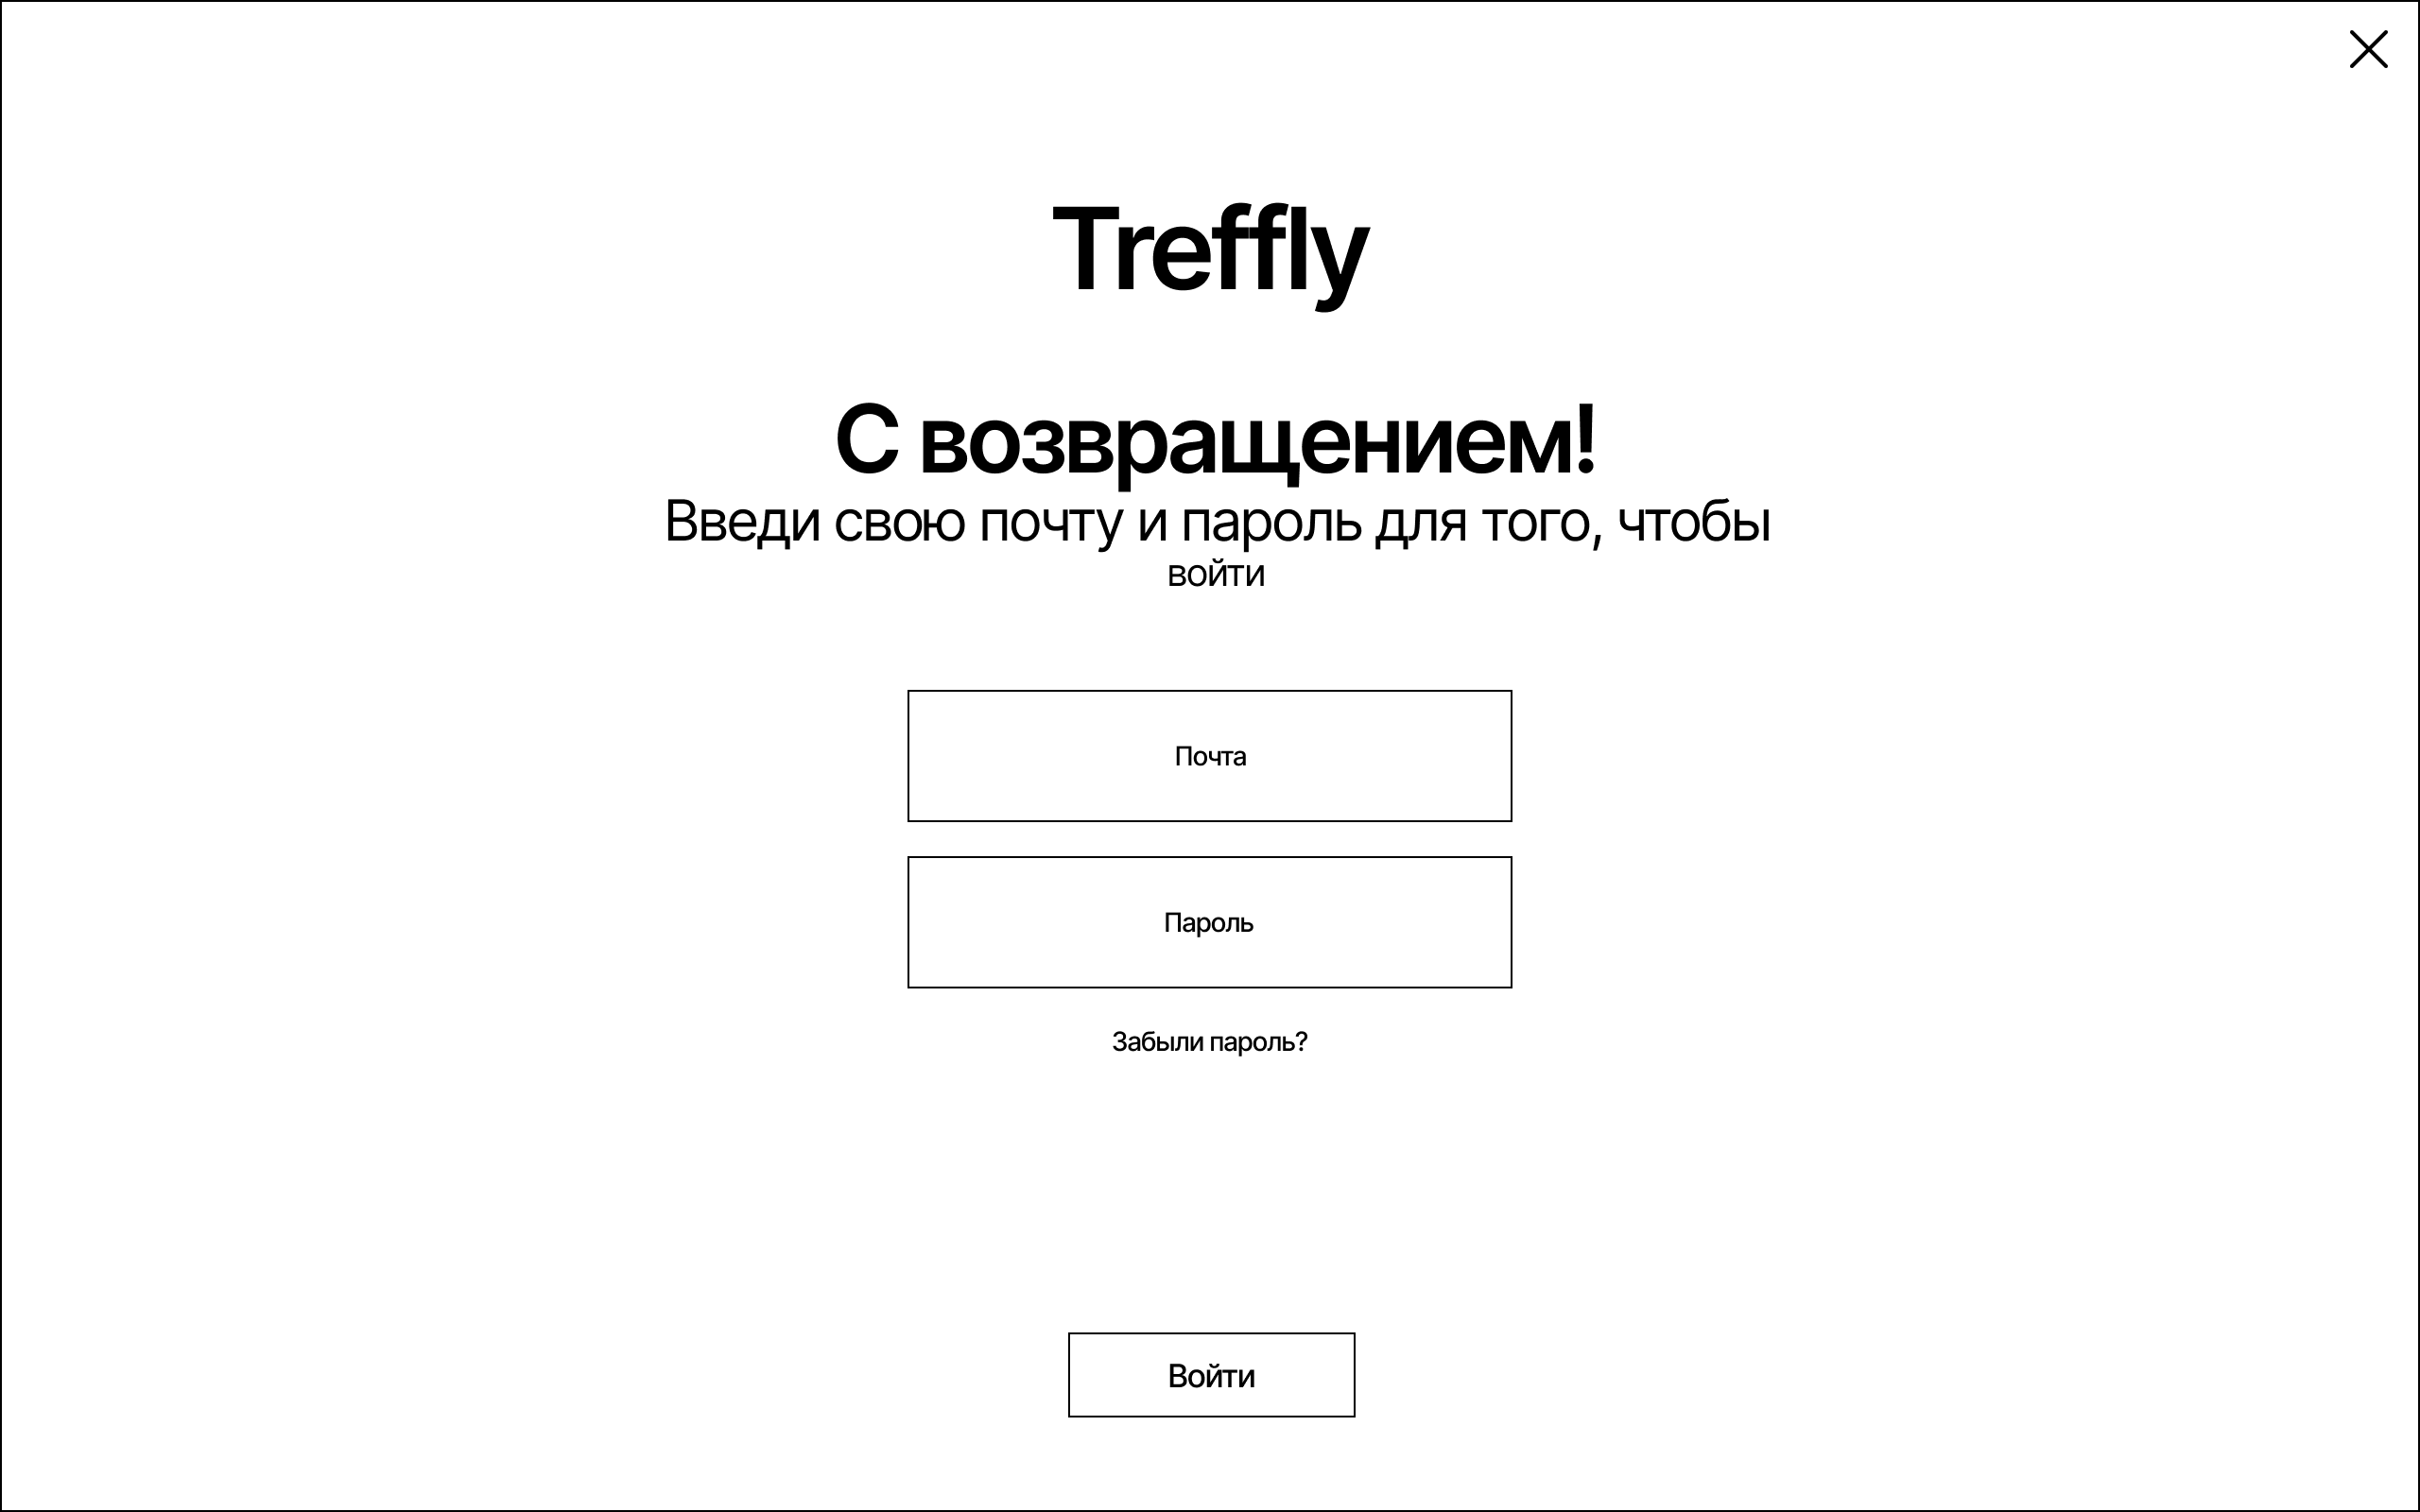 Treffly
С возвращением!
Введи свою почту и пароль для того, чтобы
войти
Почта
Пароль
Забыли пароль?
Войти